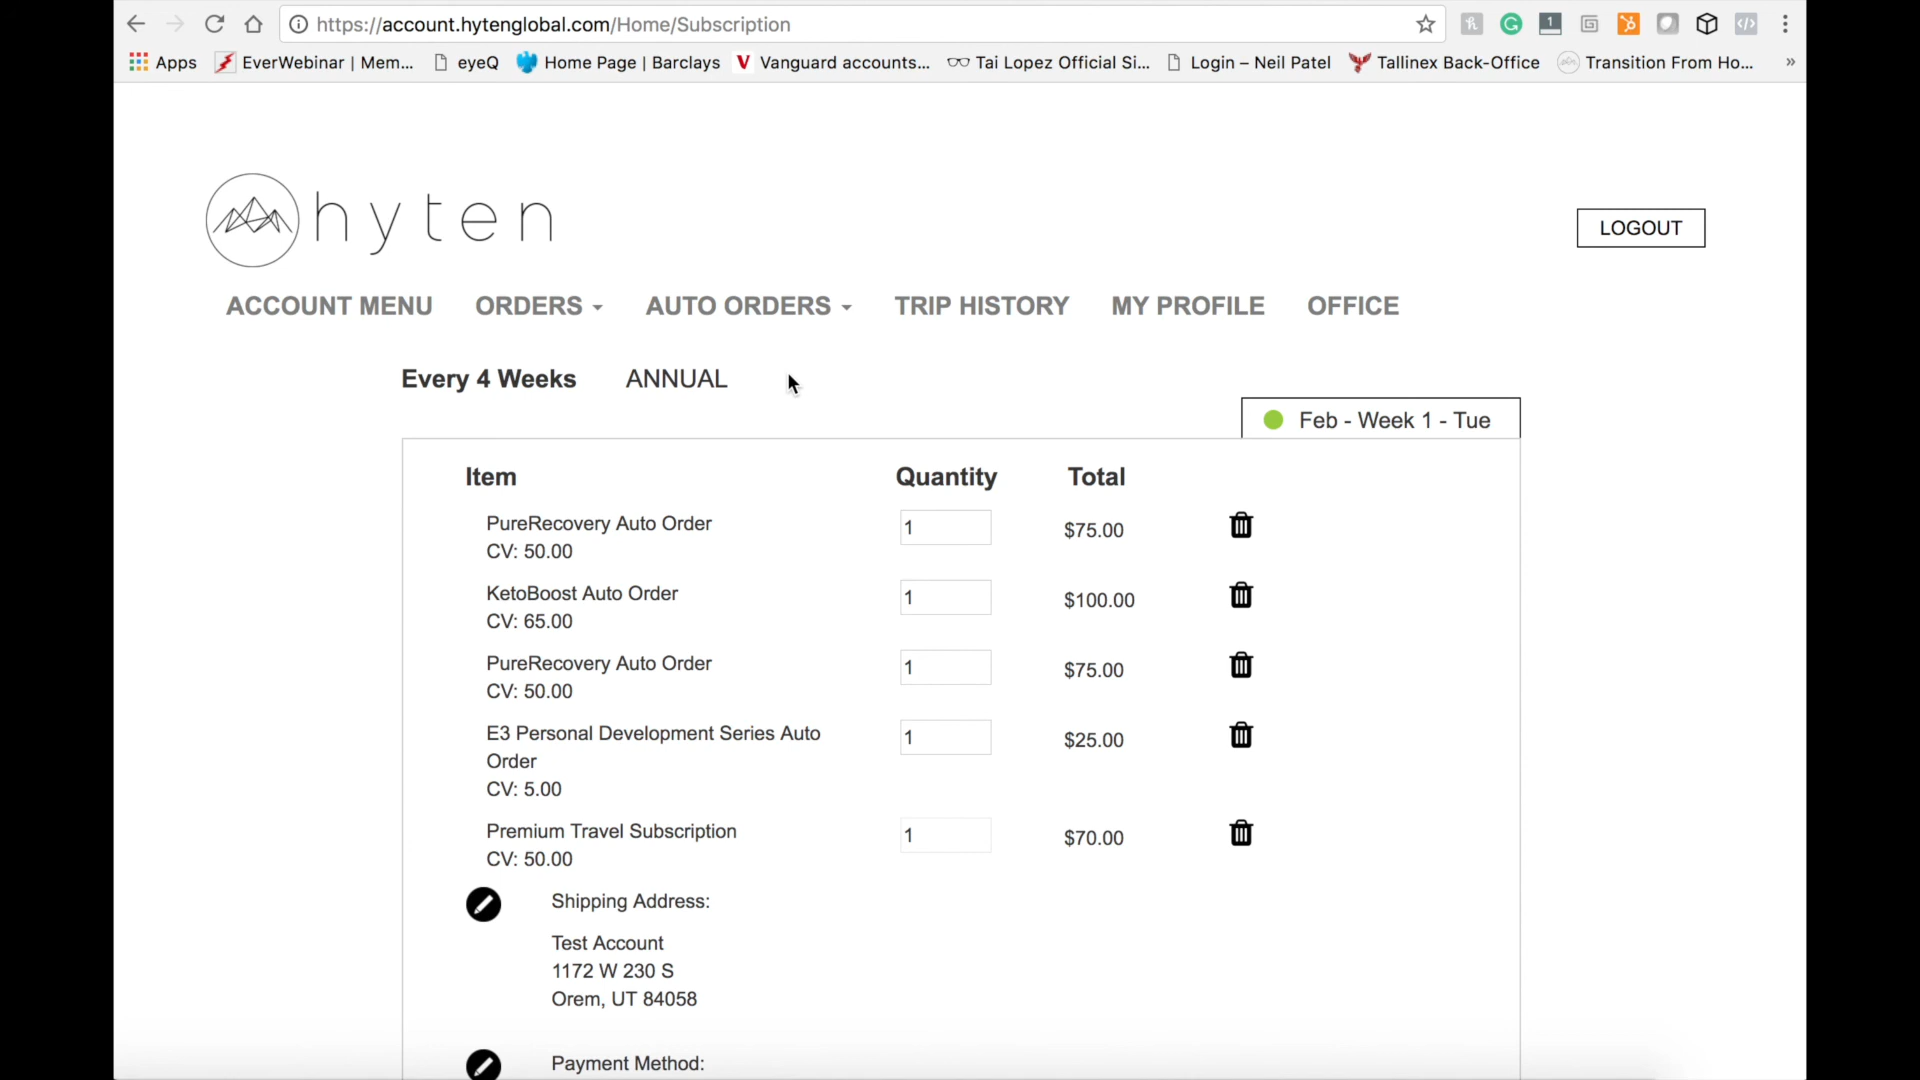 https://account.hytenglobal.com/Home/Subscription
1
Apps
EverWebinar | Mem...
eyeQ
Home Page | Barclays
V Vanguard accounts...
Tai Lopez Official Si...
Login – Neil Patel
Tallinex Back-Office
Transition From Ho...
»
hyten
LOGOUT
ACCOUNT MENU ORDERS AUTO ORDERS TRIP HISTORY MY PROFILE OFFICE
Every 4 Weeks ANNUAL
Feb - Week 1 - Tue
Item Quantity Total
PureRecovery Auto Order 1 $75.00
CV: 50.00
KetoBoost Auto Order 1 $100.00
CV: 65.00
PureRecovery Auto Order 1 $75.00
CV: 50.00
E3 Personal Development Series Auto 1 $25.00
Order
CV: 5.00
Premium Travel Subscription 1 $70.00
CV: 50.00
Shipping Address:
Test Account
1172 W 230 S
Orem, UT 84058
Payment Method: